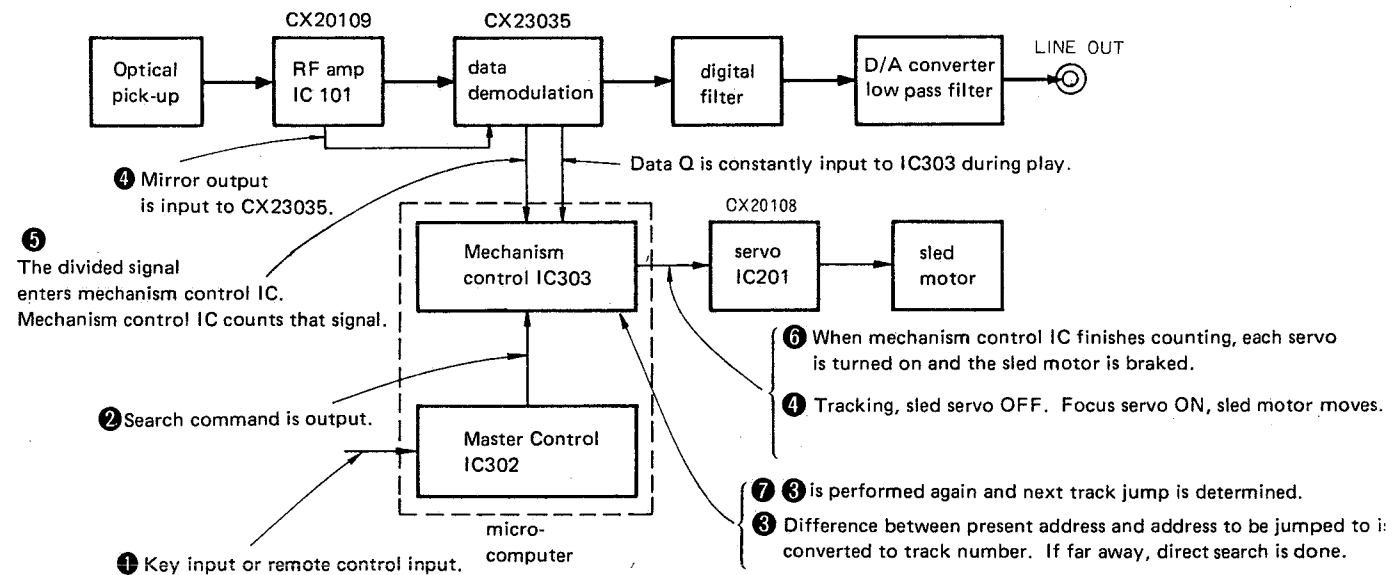 CX20109
CX23035
Optical
pick-up
RF amp
IC 101
data
demodulation
digital
filter
D/A converter
low pass filter
LINE OUT
Data Q is constantly input to IC303 during play.
❹ Mirror output
is input to CX23035.
❺
The divided signal
enters mechanism control IC.
Mechanism control IC counts that signal.
Mechanism
control IC303
CX20108
servo
IC201
sled
motor
❻ When mechanism control IC finishes counting, each servo
is turned on and the sled motor is braked.
❹ Tracking, sled servo OFF. Focus servo ON, sled motor moves.
❷ Search command is output.
Master Control
IC302
❼ ❸ is performed again and next track jump is determined.
❸ Difference between present address and address to be jumped to is
converted to track number. If far away, direct search is done.
micro-
computer
❶ Key input or remote control input.